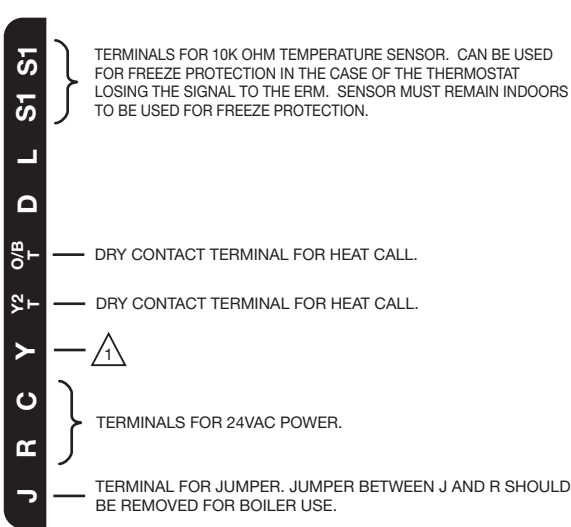 S1
S1
TERMINALS FOR 10K OHM TEMPERATURE SENSOR. CAN BE USED
FOR FREEZE PROTECTION IN THE CASE OF THE THERMOSTAT
LOSING THE SIGNAL TO THE ERM. SENSOR MUST REMAIN INDOORS
TO BE USED FOR FREEZE PROTECTION.
L
D
O/B
T
DRY CONTACT TERMINAL FOR HEAT CALL.
Y2
T
DRY CONTACT TERMINAL FOR HEAT CALL.
Y
1
C
R
TERMINALS FOR 24VAC POWER.
J
TERMINAL FOR JUMPER. JUMPER BETWEEN J AND R SHOULD
BE REMOVED FOR BOILER USE.